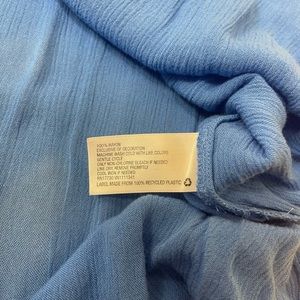 100% RAYON
EXCLUSIVE OF DECORATION
MACHINE WASH COLD WITH LIKE COLORS
GENTLE CYCLE
ONLY NON-CHLORINE BLEACH IF NEEDED
LINE DRY. REMOVE PROMPTLY
COOL IRON IF NEEDED
LABEL MADE FROM 100% RECYCLED PLASTIC